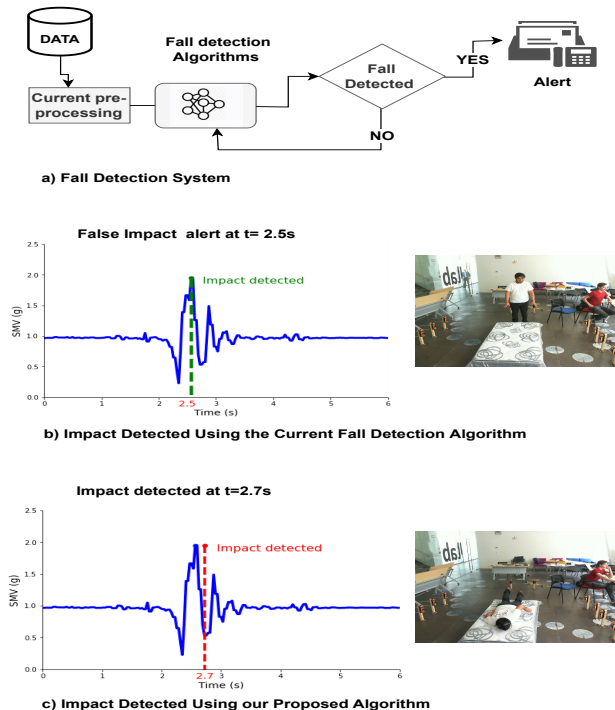 DATA
Fall detection
Algorithms
Current pre-
processing
Fall
Detected
YES
NO
Alert
a) Fall Detection System
False Impact alert at t= 2.5s
2.5
2.0
1.5
1.0
0.5
0.0
SMV (g)
Impact detected
0 1 2 2.5 3 4 5 6
Time (s)
b) Impact Detected Using the Current Fall Detection Algorithm
Impact detected at t=2.7s
2.5
2.0
1.5
1.0
0.5
0.0
SMV (g)
Impact detected
0 1 2 2.7 3 4 5 6
Time (s)
c) Impact Detected Using our Proposed Algorithm